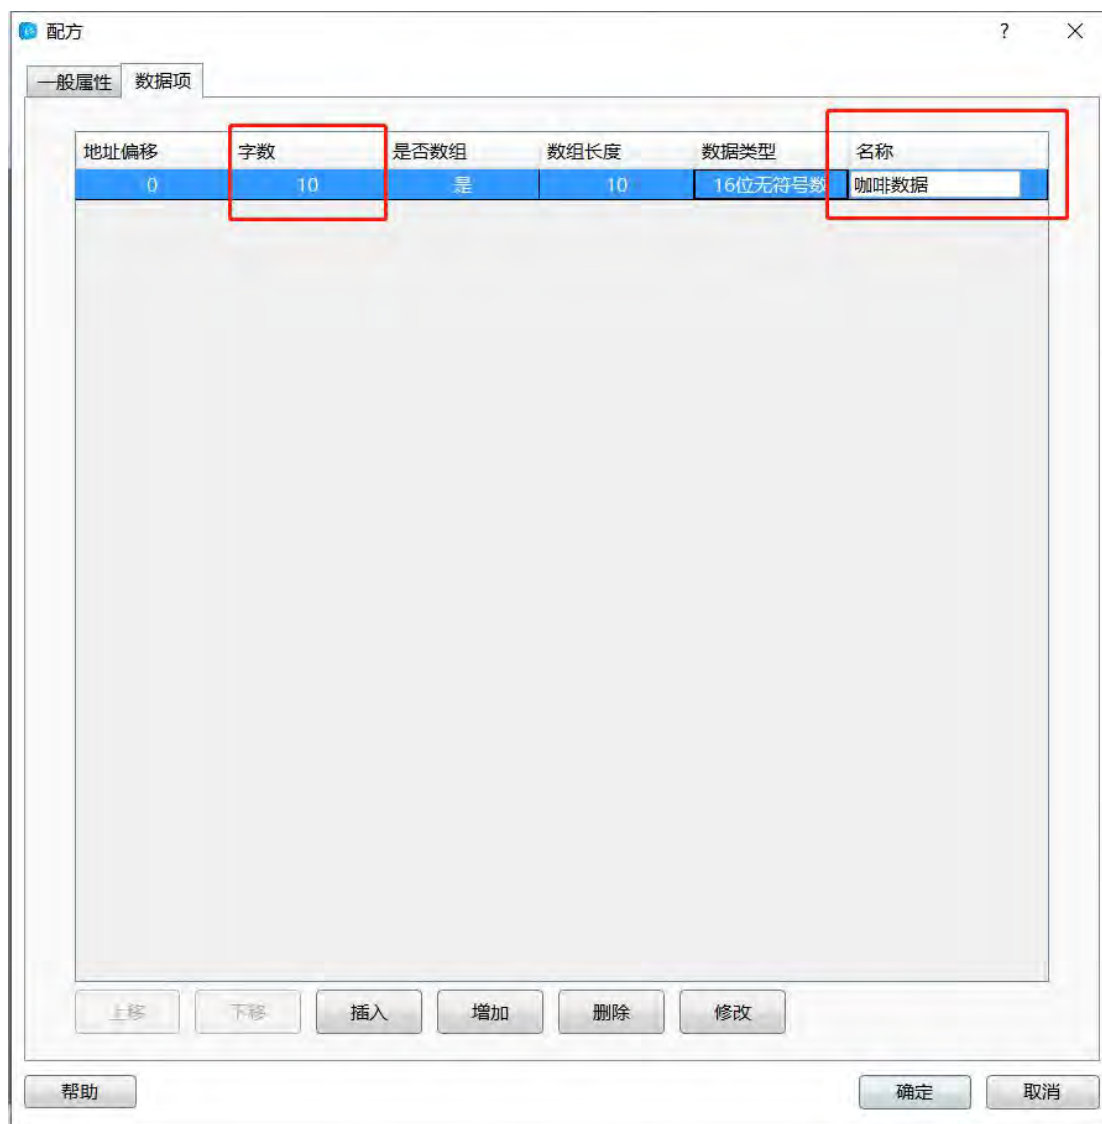 配方 ?
一般属性 数据项
地址偏移 字数 是否数组 数组长度 数据类型 名称
0 10 是 10 16位无符号数 咖啡数据
上移 下移 插入 增加 删除 修改
帮助 确定 取消